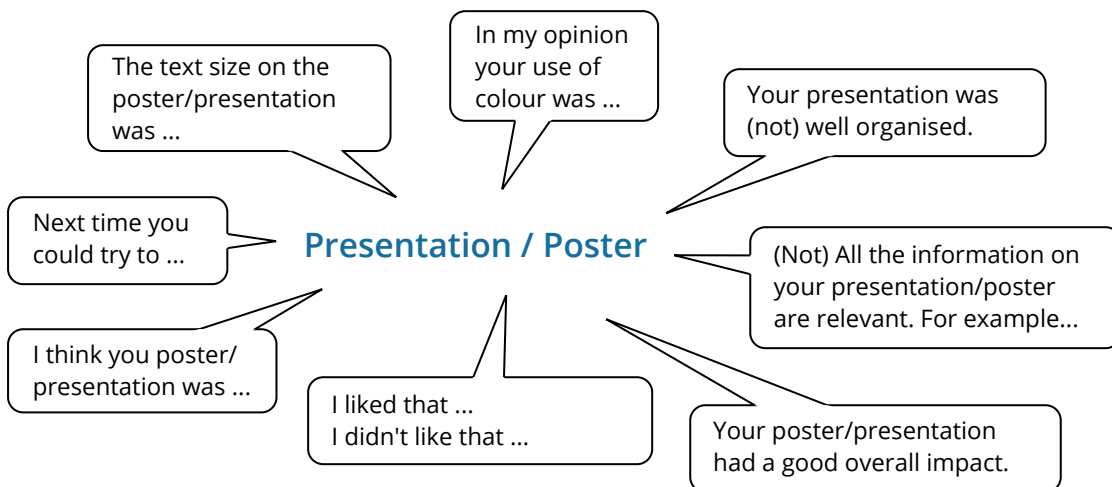 In my opinion
your use of
colour was ...
The text size on the
poster/presentation
was ...
Your presentation was
(not) well organised.
Next time you
could try to ...
Presentation / Poster
(Not) All the information on
your presentation/poster
are relevant. For example...
I think you poster/
presentation was ...
I liked that ...
I didn't like that ...
Your poster/presentation
had a good overall impact.